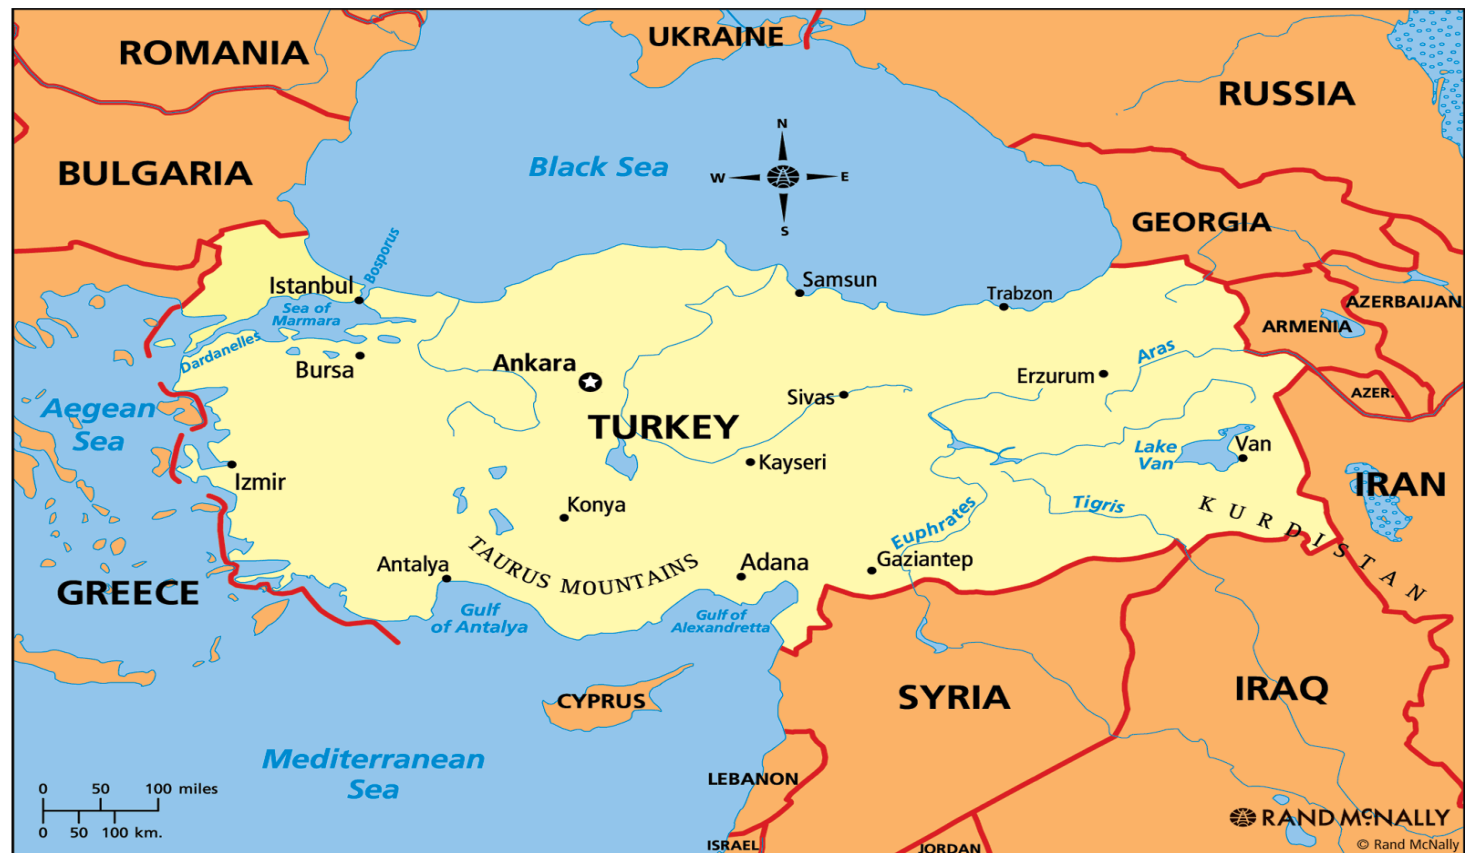 ROMANIA
UKRAINE
RUSSIA
BULGARIA
Black Sea
N
W
E
S
GEORGIA
Bosporus
Istanbul
Sea of
Marmara
Samsun
Trabzon
AZERBAIJAN
ARMENIA
Dardanelles
Bursa
Ankara
Aras
Erzurum
AZER.
Sivas
Aegean
Sea
TURKEY
Lake
Van
Van
Kayseri
Izmir
IRAN
Konya
Euphrates
Tigris
KURDISTAN
TAURUS MOUNTAINS
Antalya
Adana
Gaziantep
GREECE
Gulf
of Antalya
Gulf of
Alexandretta
CYPRUS
SYRIA
IRAQ
Mediterranean
Sea
LEBANON
0 50 100 miles
0 50 100 km.
RAND McNALLY
ISRAEL
JORDAN
© Rand McNally